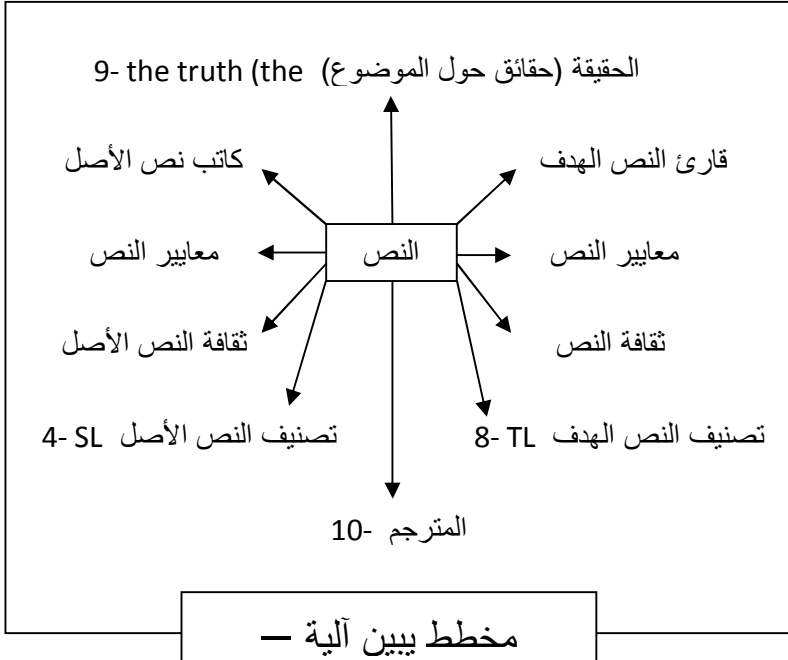 9- the truth (the الحقيقة (حقائق حول الموضوع)
كاتب نص الأصل
قارئ النص الهدف
معايير النص
النص
معايير النص
ثقافة النص الأصل
ثقافة النص
4- SL تصنيف النص الأصل
8- TL تصنيف النص الهدف
10- المترجم
مخطط يبين آلية –